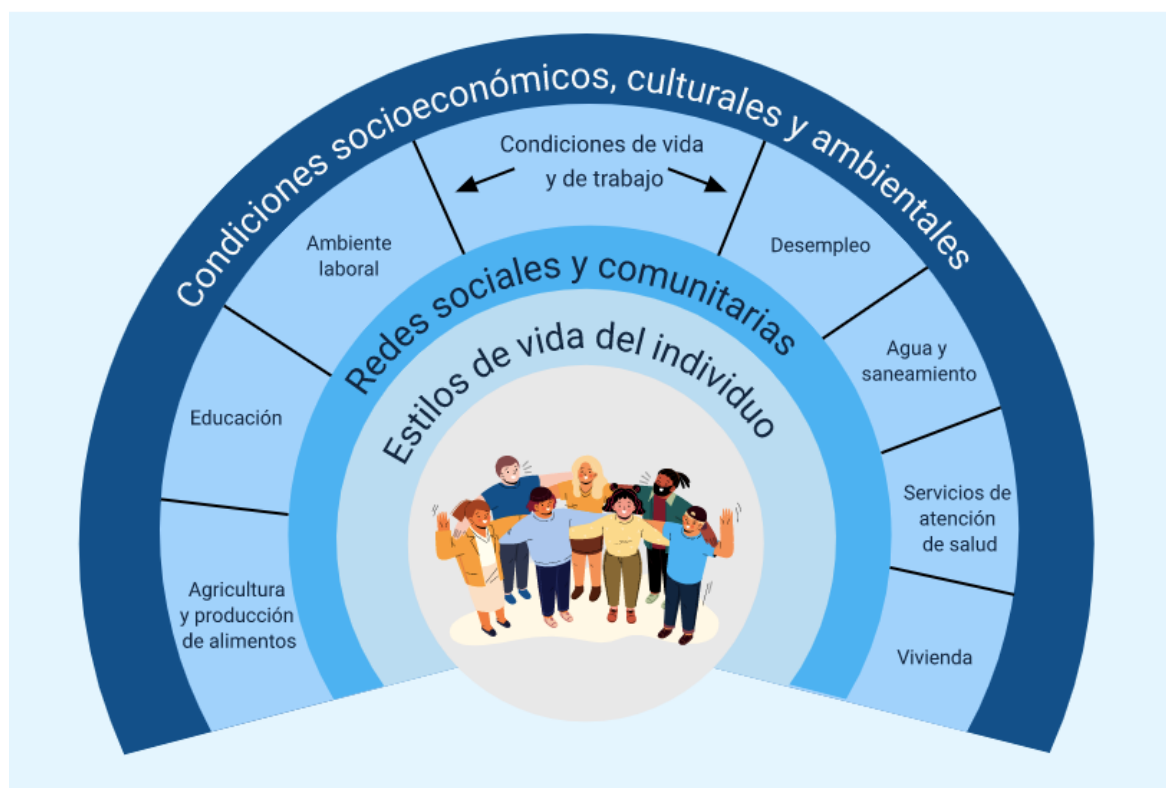 Condiciones socioeconómicos, culturales y ambientales
Condiciones de vida
y de trabajo
Agricultura
y producción
de alimentos
Educación
Ambiente
laboral
Desempleo
Agua y
saneamiento
Servicios de
atención
de salud
Vivienda
Redes sociales y comunitarias
Estilos de vida del individuo